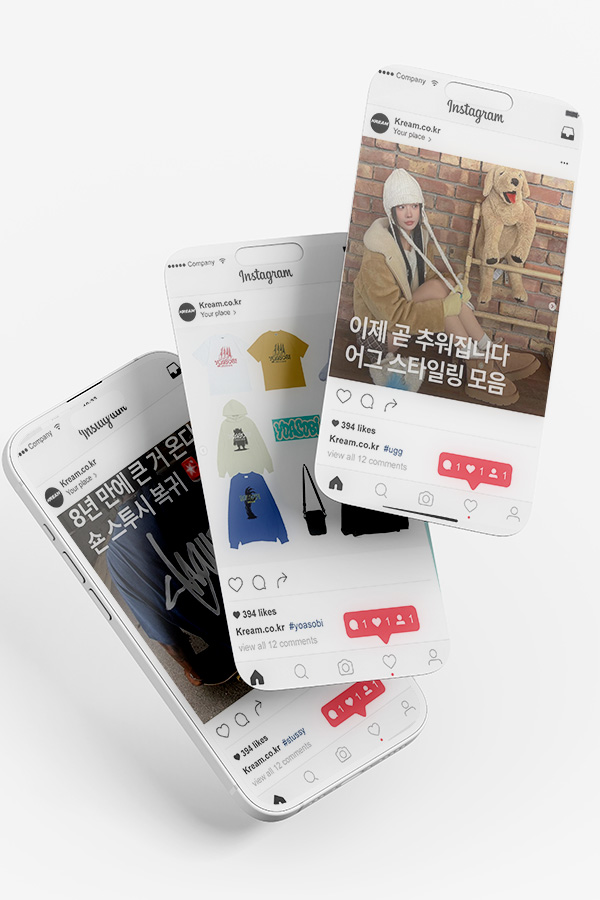 Company
Instagram
KREAM
Kream.co.kr
Your place >
이제 곧 추워집니다
어그 스타일링 모음
394 likes
Kream.co.kr #ugg
view all 12 comments
1 1 1
Company
Instagram
KREAM
Kream.co.kr
Your place >
YOASOBI
YOASOBI
YOASOBI
394 likes
Kream.co.kr #yoasobi
view all 12 comments
1 1 1
Company
Instagram
KREAM
Kream.co.kr
Your place >
8년 만에 큰 거 온다
숀 스투시 복귀 🚨
394 likes
Kream.co.kr #stussy
view all 12 comments
1 1 1